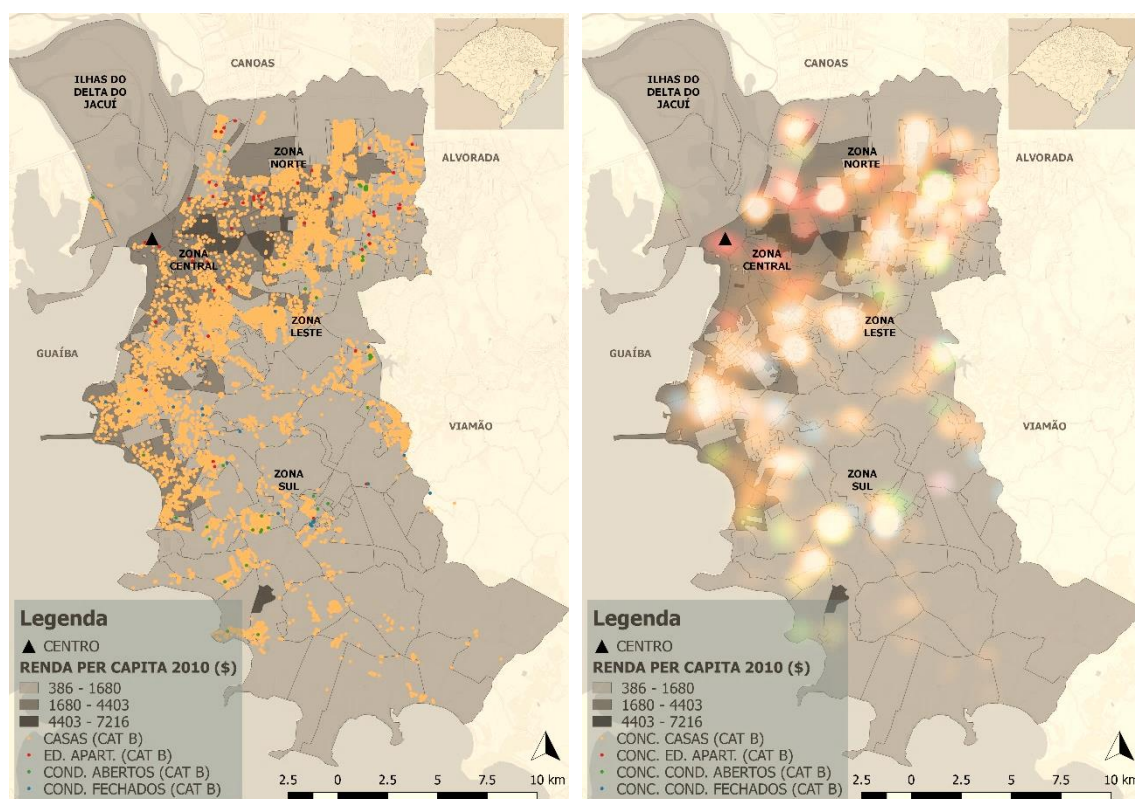 CANOAS
ILHAS DO
DELTA DO
JACUÍ
ZONA
NORTE
ALVORADA
ZONA
CENTRAL
ZONA
LESTE
GUAÍBA
VIAMÃO
ZONA
SUL
Legenda
CENTRO
RENDA PER CAPITA 2010 ($)
386 - 1680
1680 - 4403
4403 - 7216
CASAS (CAT B)
ED. APART. (CAT B)
COND. ABERTOS (CAT B)
COND. FECHADOS (CAT B)
2.5 0 2.5 5 7.5 10 km
CANOAS
ILHAS DO
DELTA DO
JACUÍ
ZONA
NORTE
ALVORADA
ZONA
CENTRAL
ZONA
LESTE
GUAÍBA
VIAMÃO
ZONA
SUL
Legenda
CENTRO
RENDA PER CAPITA 2010 ($)
386 - 1680
1680 - 4403
4403 - 7216
CONC. CASAS (CAT B)
CONC. ED. APART. (CAT B)
CONC. COND. ABERTOS (CAT B)
CONC. COND. FECHADOS (CAT B)
2.5 0 2.5 5 7.5 10 km